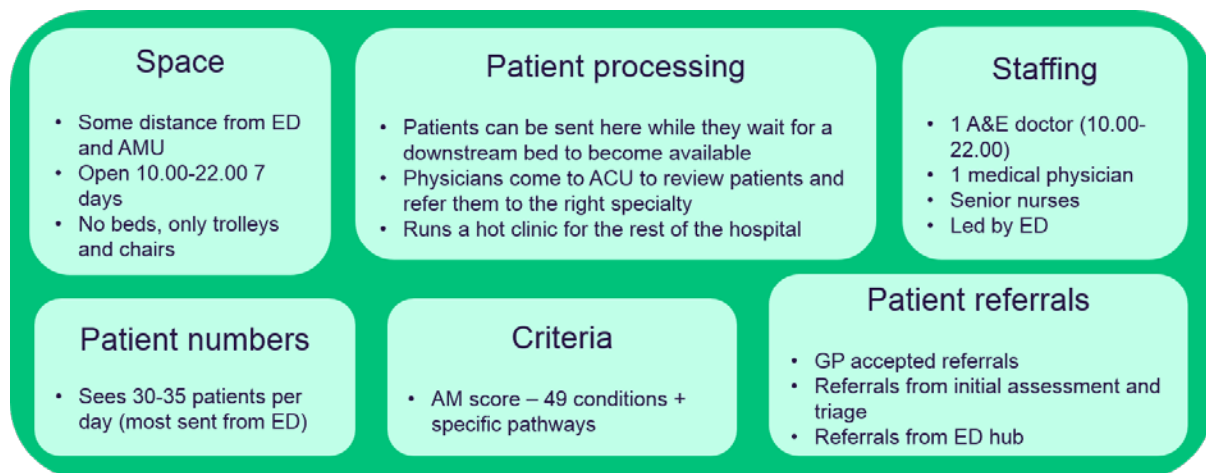 Space
• Some distance from ED
and AMU
• Open 10.00-22.00 7
days
• No beds, only trolleys
and chairs
Patient processing
• Patients can be sent here while they wait for a
downstream bed to become available
• Physicians come to ACU to review patients and
refer them to the right specialty
• Runs a hot clinic for the rest of the hospital
Staffing
• 1 A&E doctor (10.00-
22.00)
• 1 medical physician
• Senior nurses
• Led by ED
Patient numbers
• Sees 30-35 patients per
day (most sent from ED)
Criteria
• AM score – 49 conditions +
specific pathways
Patient referrals
• GP accepted referrals
• Referrals from initial assessment and
triage
• Referrals from ED hub